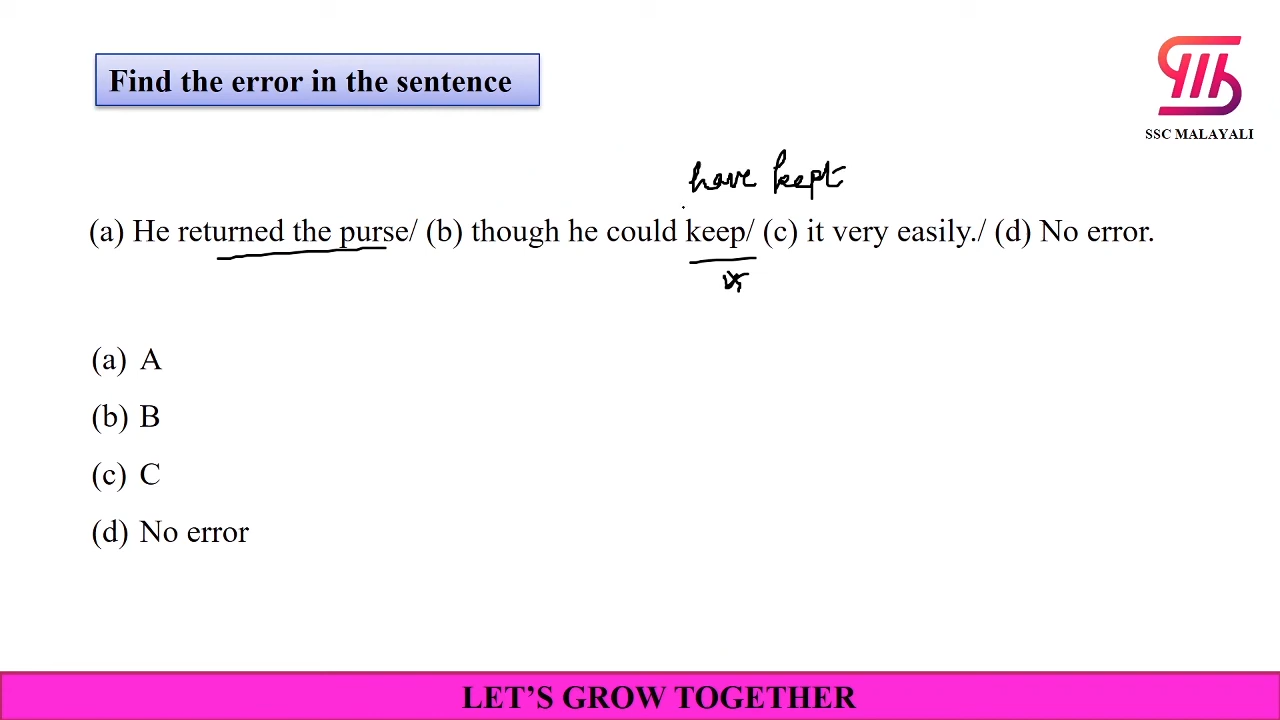 Find the error in the sentence
SSC MALAYALI
have kept
(a) He returned the purse/ (b) though he could keep/ (c) it very easily./ (d) No error.
(a) A
(b) B
(c) C
(d) No error
LET’S GROW TOGETHER